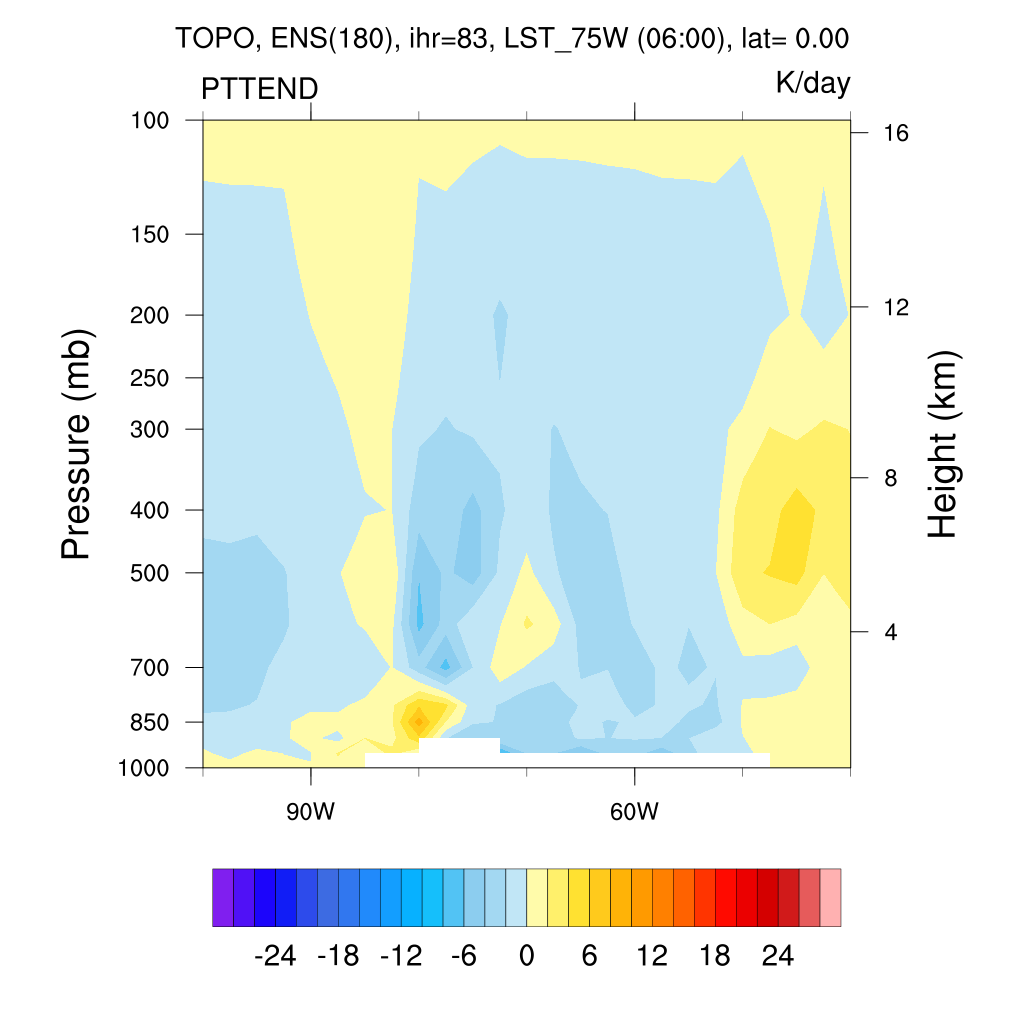 TOPO, ENS(180), ihr=83, LST_75W (06:00), lat= 0.00
PTTEND
K/day
100
150
200
250
300
400
500
700
850
1000
Pressure (mb)
16
12
8
4
Height (km)
90W
60W
-24 -18 -12 -6 0 6 12 18 24